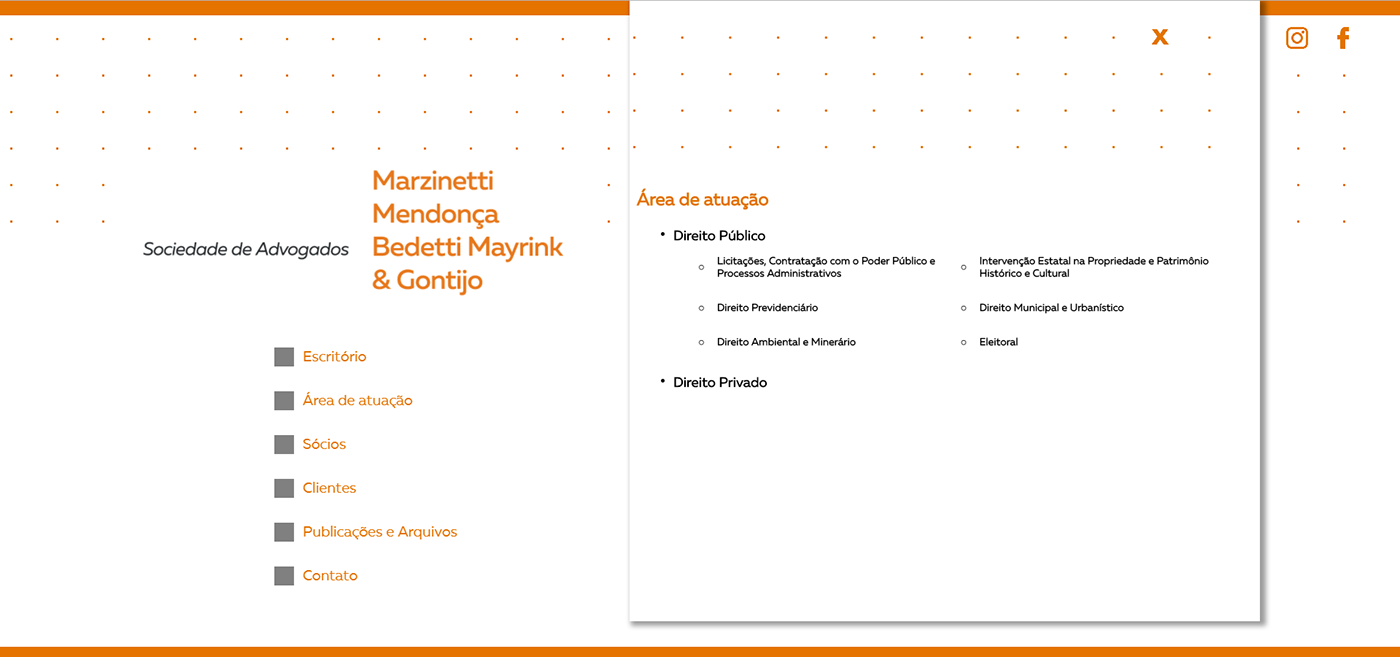 Sociedade de Advogados
Marzinetti
Mendonça
Bedetti Mayrink
& Gontijo
Escritório
Área de atuação
Sócios
Clientes
Publicações e Arquivos
Contato
X
Área de atuação
Direito Público
Licitações, Contratação com o Poder Público e
Processos Administrativos
Intervenção Estatal na Propriedade e Patrimônio
Histórico e Cultural
Direito Previdenciário
Direito Municipal e Urbanístico
Direito Ambiental e Minerário
Eleitoral
Direito Privado